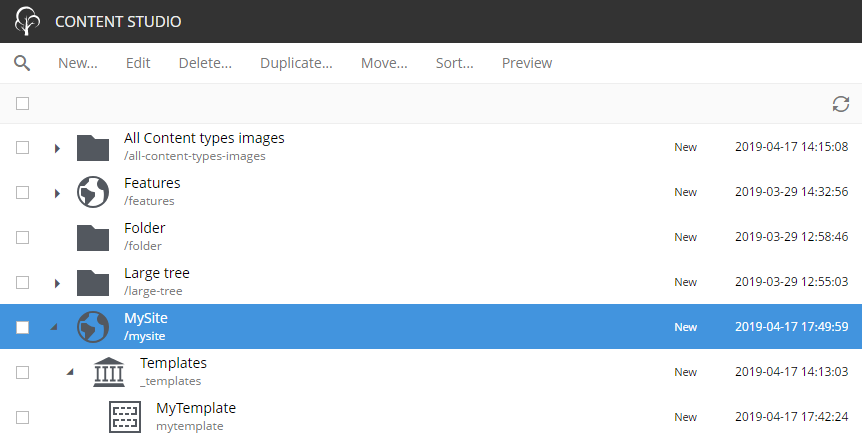 CONTENT STUDIO
New... Edit Delete... Duplicate... Move... Sort... Preview
All Content types images New 2019-04-17 14:15:08
/all-content-types-images
Features New 2019-03-29 14:32:56
/features
Folder New 2019-03-29 12:58:46
/folder
Large tree New 2019-03-29 12:55:03
/large-tree
MySite New 2019-04-17 17:49:59
/mysite
Templates New 2019-04-17 14:13:03
_templates
MyTemplate New 2019-04-17 17:42:24
mytemplate